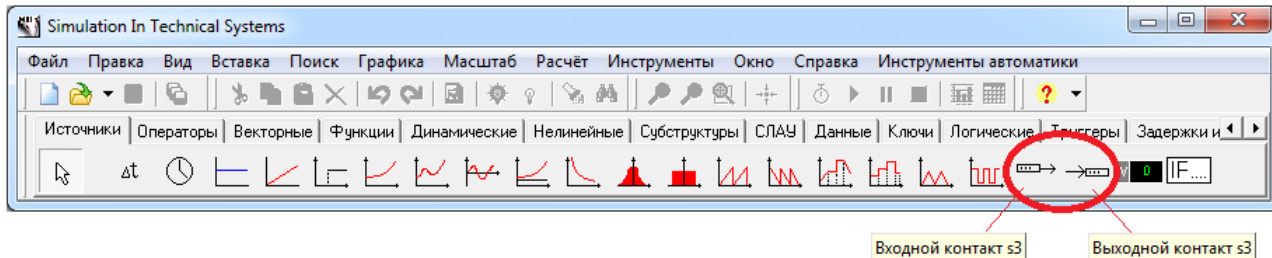 Simulation In Technical Systems
Файл Правка Вид Вставка Поиск Графика Масштаб Расчёт Инструменты Окно Справка Инструменты автоматики
Источники Операторы Векторные Функции Динамические Нелинейные Субструктуры СЛАУ Данные Ключи Логические Триггеры Задержки и
Δt V 0 IF....
Входной контакт s3 Выходной контакт s3